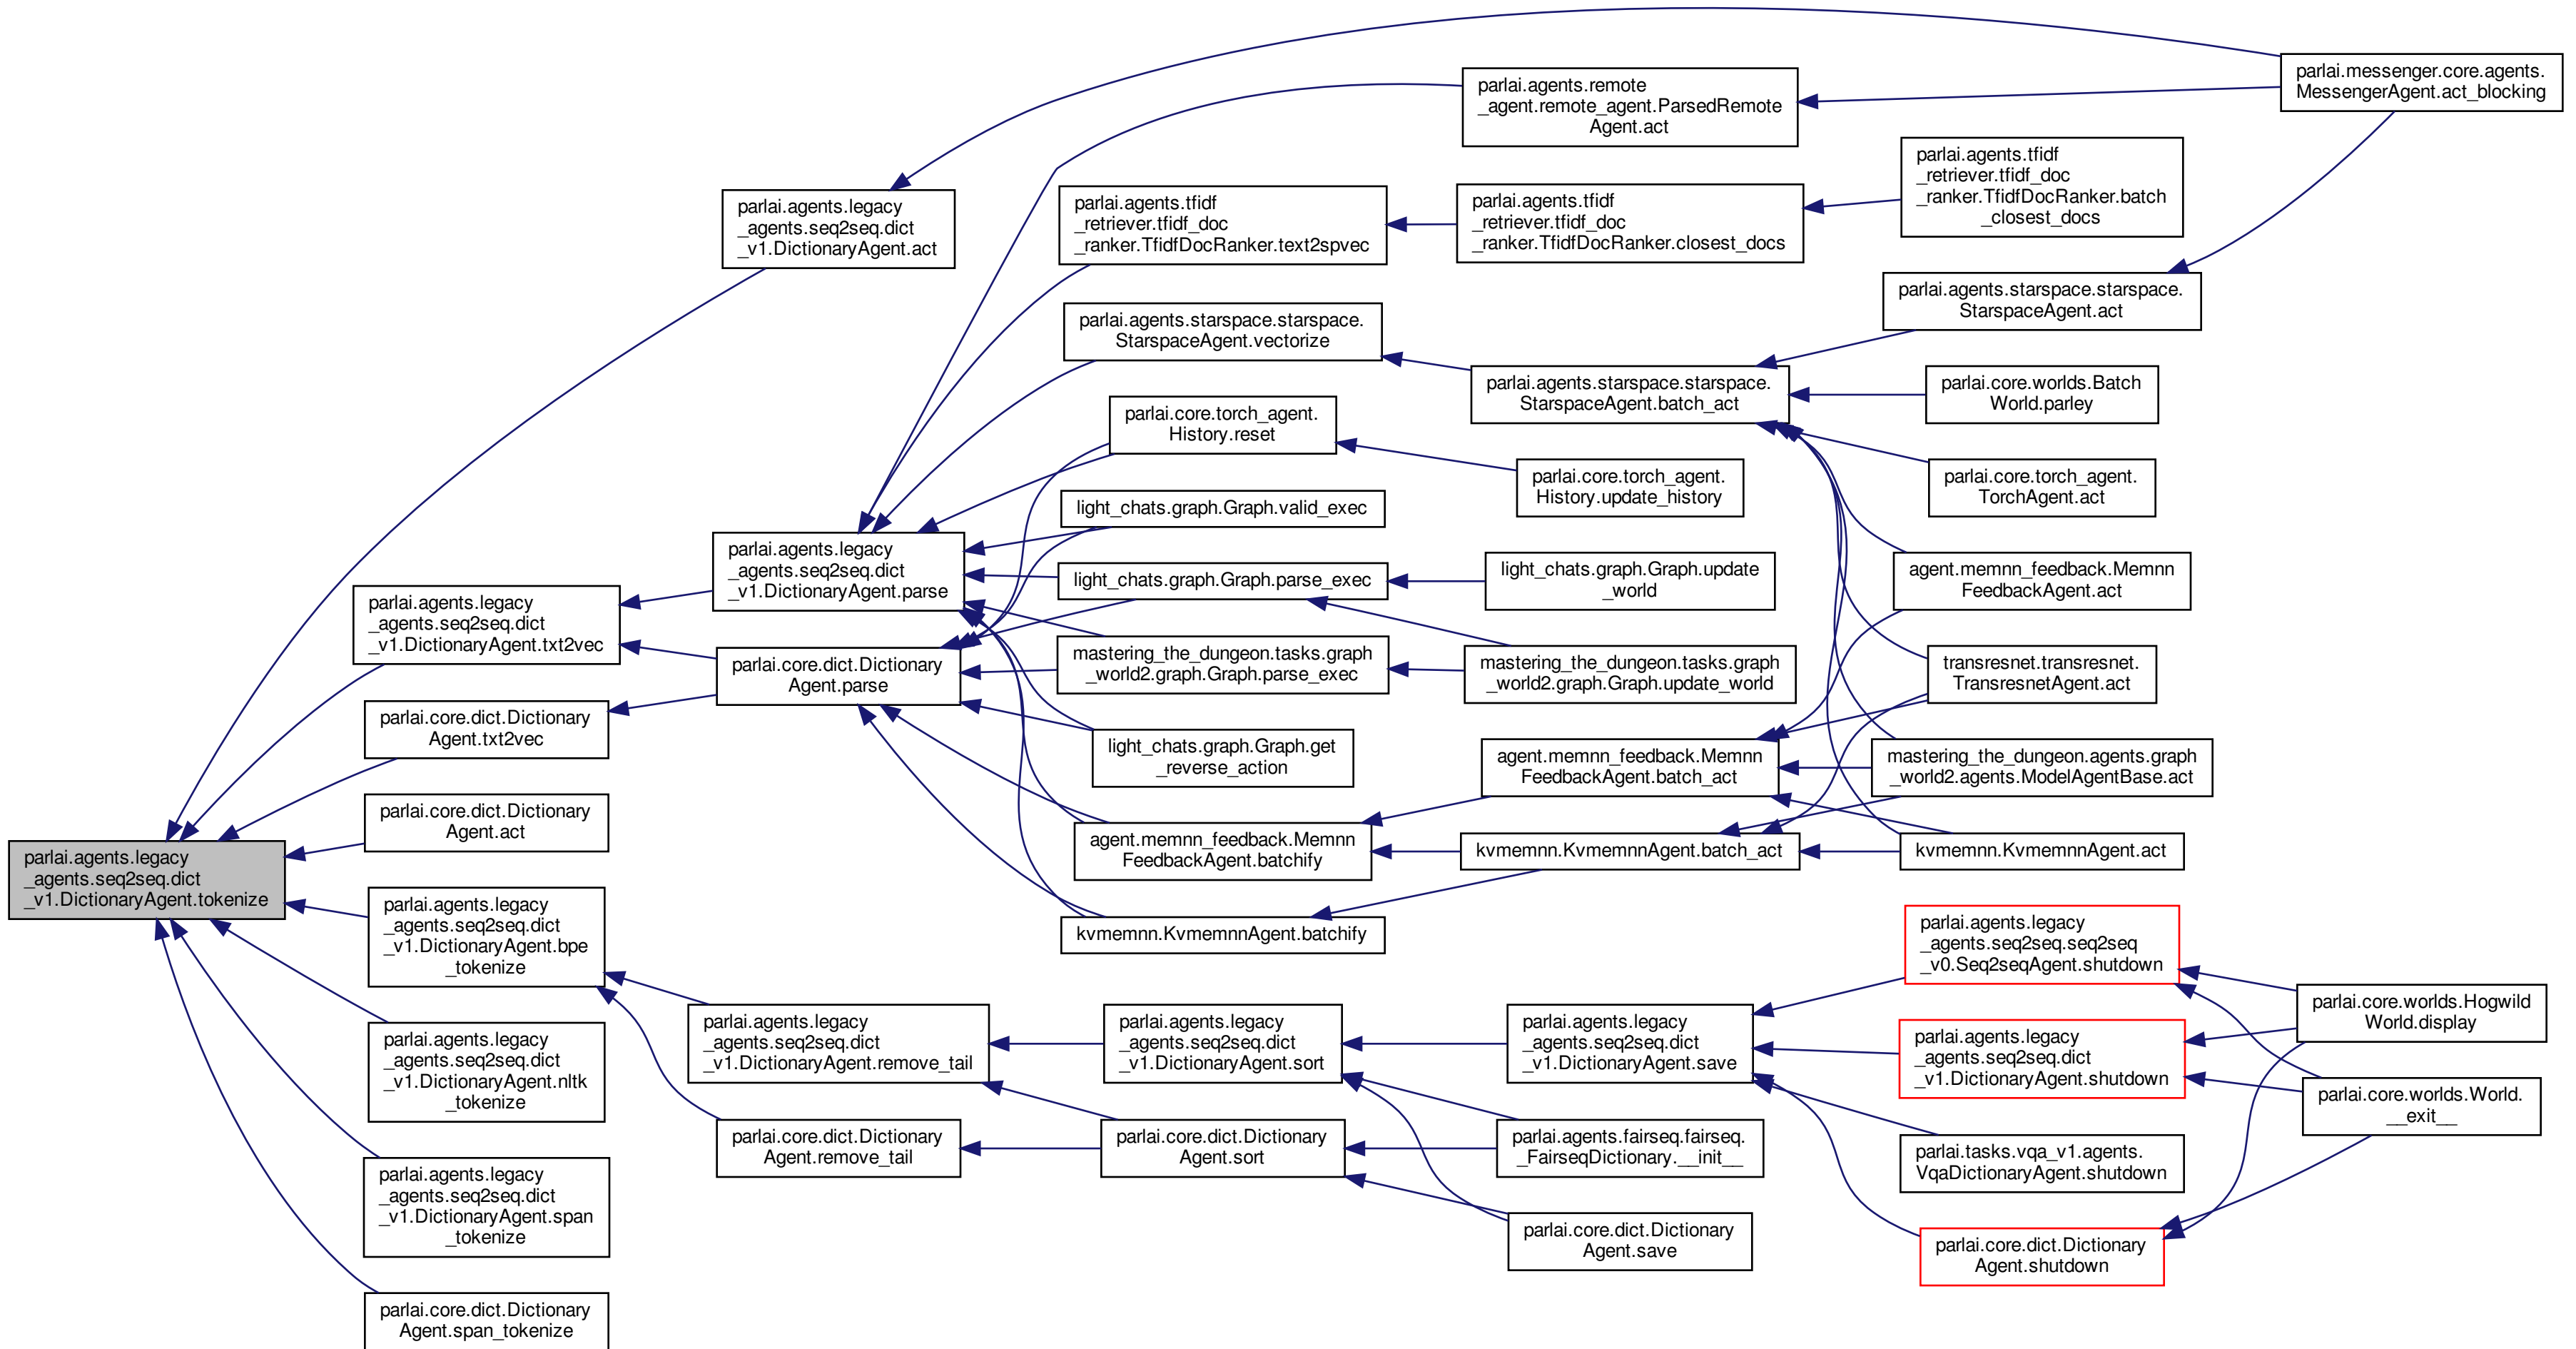 parlai.messenger.core.agents.
MessengerAgent.act_blocking
parlai.agents.remote
_agent.remote_agent.ParsedRemote
Agent.act
parlai.agents.tfidf
_retriever.tfidf_doc
_ranker.TfidfDocRanker.batch
_closest_docs
parlai.agents.legacy
_agents.seq2seq.dict
_v1.DictionaryAgent.act
parlai.agents.tfidf
_retriever.tfidf_doc
_ranker.TfidfDocRanker.text2spvec
parlai.agents.tfidf
_retriever.tfidf_doc
_ranker.TfidfDocRanker.closest_docs
parlai.agents.starspace.starspace.
StarspaceAgent.act
parlai.agents.starspace.starspace.
StarspaceAgent.vectorize
parlai.agents.starspace.starspace.
StarspaceAgent.batch_act
parlai.core.worlds.Batch
World.parley
parlai.core.torch_agent.
History.reset
parlai.core.torch_agent.
History.update_history
parlai.core.torch_agent.
TorchAgent.act
light_chats.graph.Graph.valid_exec
parlai.agents.legacy
_agents.seq2seq.dict
_v1.DictionaryAgent.parse
light_chats.graph.Graph.parse_exec
light_chats.graph.Graph.update
_world
agent.memnn_feedback.Memnn
FeedbackAgent.act
parlai.agents.legacy
_agents.seq2seq.dict
_v1.DictionaryAgent.txt2vec
parlai.core.dict.Dictionary
Agent.parse
mastering_the_dungeon.tasks.graph
_world2.graph.Graph.parse_exec
mastering_the_dungeon.tasks.graph
_world2.graph.Graph.update_world
transresnet.transresnet.
TransresnetAgent.act
parlai.core.dict.Dictionary
Agent.txt2vec
light_chats.graph.Graph.get
_reverse_action
agent.memnn_feedback.Memnn
FeedbackAgent.batch_act
mastering_the_dungeon.agents.graph
_world2.agents.ModelAgentBase.act
parlai.core.dict.Dictionary
Agent.act
agent.memnn_feedback.Memnn
FeedbackAgent.batchify
kvmemnn.KvmemnnAgent.batch_act
kvmemnn.KvmemnnAgent.act
parlai.agents.legacy
_agents.seq2seq.dict
_v1.DictionaryAgent.tokenize
parlai.agents.legacy
_agents.seq2seq.dict
_v1.DictionaryAgent.bpe
_tokenize
kvmemnn.KvmemnnAgent.batchify
parlai.agents.legacy
_agents.seq2seq.seq2seq
_v0.Seq2seqAgent.shutdown
parlai.core.worlds.Hogwild
World.display
parlai.agents.legacy
_agents.seq2seq.dict
_v1.DictionaryAgent.nltk
_tokenize
parlai.agents.legacy
_agents.seq2seq.dict
_v1.DictionaryAgent.remove_tail
parlai.agents.legacy
_agents.seq2seq.dict
_v1.DictionaryAgent.sort
parlai.agents.legacy
_agents.seq2seq.dict
_v1.DictionaryAgent.save
parlai.agents.legacy
_agents.seq2seq.dict
_v1.DictionaryAgent.shutdown
parlai.core.worlds.World.
__exit__
parlai.core.dict.Dictionary
Agent.remove_tail
parlai.core.dict.Dictionary
Agent.sort
parlai.agents.fairseq.fairseq.
_FairseqDictionary.__init__
parlai.tasks.vqa_v1.agents.
VqaDictionaryAgent.shutdown
parlai.agents.legacy
_agents.seq2seq.dict
_v1.DictionaryAgent.span
_tokenize
parlai.core.dict.Dictionary
Agent.save
parlai.core.dict.Dictionary
Agent.shutdown
parlai.core.dict.Dictionary
Agent.span_tokenize